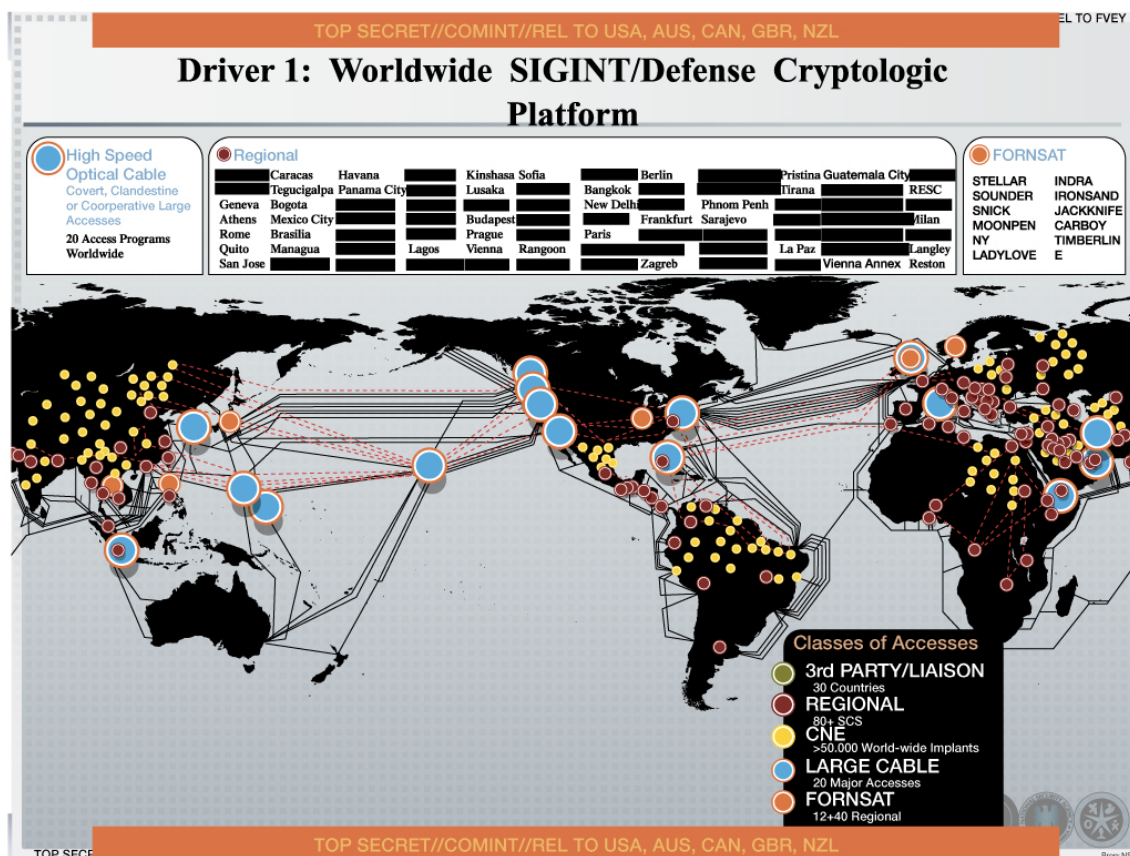 TOP SECRET//COMINT//REL TO USA, AUS, CAN, GBR, NZL
EL TO FVEY
Driver 1: Worldwide SIGINT/Defense Cryptologic
Platform
High Speed
Optical Cable
Covert, Clandestine
or Coorperative Large
Accesses
20 Access Programs
Worldwide
Regional
Caracas Havana Kinshasa Sofia Berlin Pristina Guatemala City
Tegucigalpa Panama City Lusaka Bangkok Tirana RESC
Geneva Bogota New Delhi Phnom Penh
Athens Mexico City Budapest Frankfurt Sarajevo Milan
Rome Brasilia Prague Paris
Quito Managua Lagos Vienna Rangoon La Paz Langley
San Jose Zagreb Vienna Annex Reston
FORNSAT
STELLAR INDRA
SOUNDER IRONSAND
SNICK JACKKNIFE
MOONPEN CARBOY
NY TIMBERLIN
LADYLOVE E
Classes of Accesses
3rd PARTY/LIAISON
30 Countries
REGIONAL
80+ SCS
CNE
>50.000 World-wide Implants
LARGE CABLE
20 Major Accesses
FORNSAT
12+40 Regional
TOP SECRET//COMINT//REL TO USA, AUS, CAN, GBR, NZL
TOP SECR